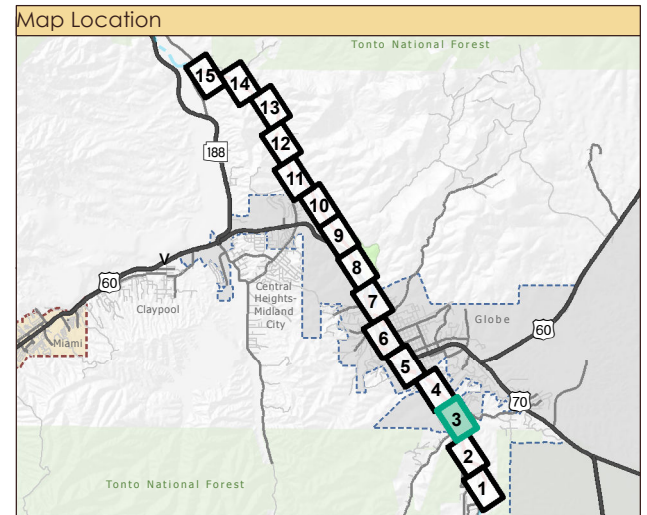 Map Location
Tonto National Forest
15
14
13
12
188
11
10
9
8
60
V
Central
Heights-
Midland
City
Claypool
7
Globe
60
6
Miami
5
4
70
3
2
Tonto National Forest
1